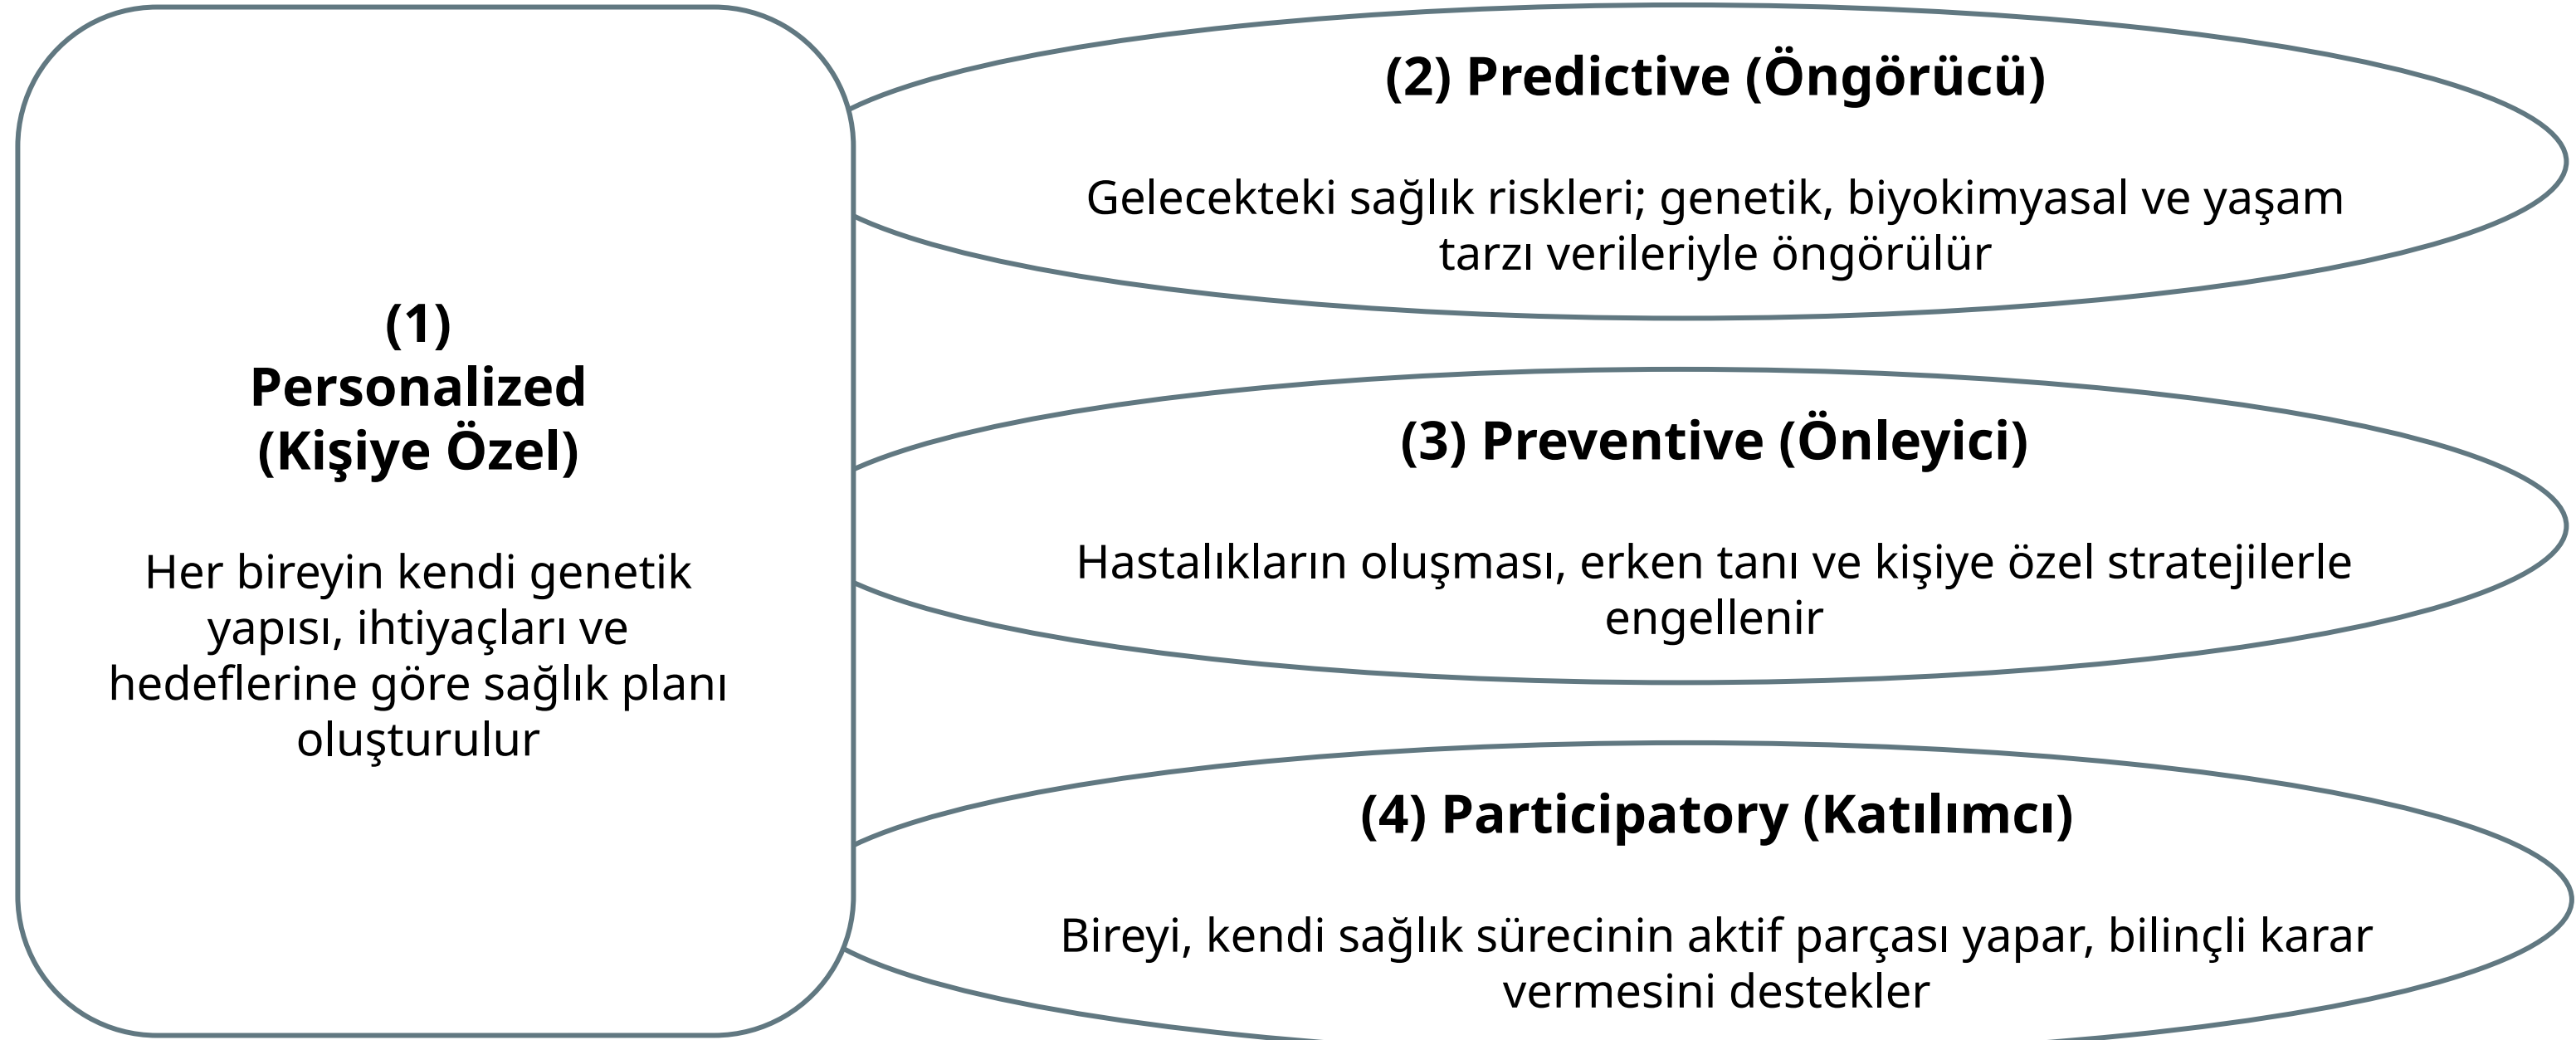 (1)
Personalized
(Kişiye Özel)
Her bireyin kendi genetik
yapısı, ihtiyaçları ve
hedeflerine göre sağlık planı
oluşturulur
(2) Predictive (Öngörücü)
Gelecekteki sağlık riskleri; genetik, biyokimyasal ve yaşam
tarzı verileriyle öngörülür
(3) Preventive (Önleyici)
Hastalıkların oluşması, erken tanı ve kişiye özel stratejilerle
engellenir
(4) Participatory (Katılımcı)
Bireyi, kendi sağlık sürecinin aktif parçası yapar, bilinçli karar
vermesini destekler